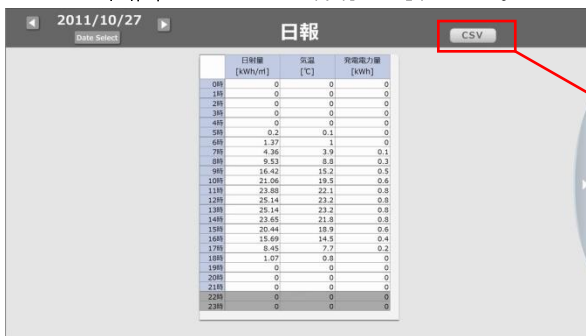 2011/10/27
Date Select
日報
CSV
日射量 気温 発電電力量
[kWh/㎡] [℃] [kWh]
0時 0 0 0
1時 0 0 0
2時 0 0 0
3時 0 0 0
4時 0 0 0
5時 0.2 0.1 0
6時 1.37 1 0
7時 4.36 3.9 0.1
8時 9.53 8.8 0.3
9時 16.42 15.2 0.5
10時 21.06 19.5 0.6
11時 23.88 22.1 0.8
12時 25.14 23.2 0.8
13時 25.14 23.2 0.8
14時 23.65 21.8 0.8
15時 20.44 18.9 0.6
16時 15.69 14.5 0.4
17時 8.45 7.7 0.2
18時 1.07 0.8 0
19時 0 0 0
20時 0 0 0
21時 0 0 0
22時 0 0 0
23時 0 0 0